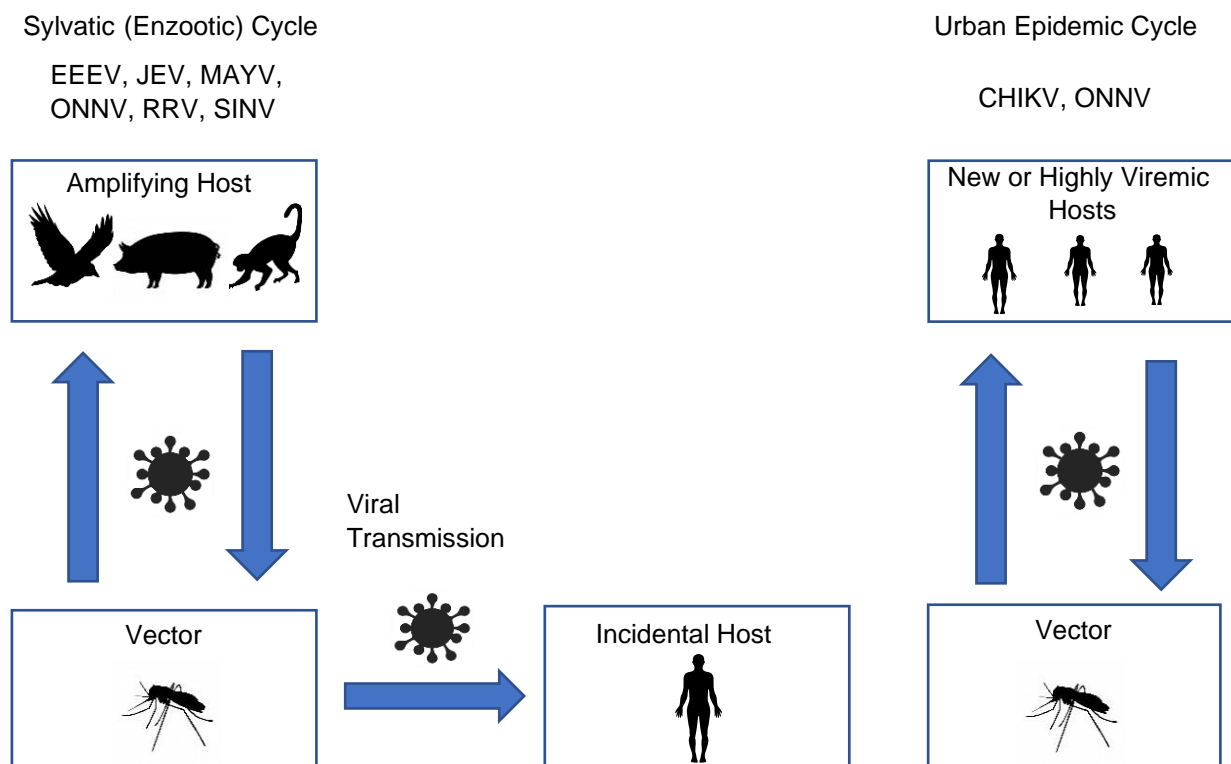 Sylvatic (Enzootic) Cycle
EEEV, JEV, MAYV,
ONNV, RRV, SINV
Amplifying Host
Viral
Transmission
Vector
Incidental Host
Urban Epidemic Cycle
CHIKV, ONNV
New or Highly Viremic
Hosts
Vector